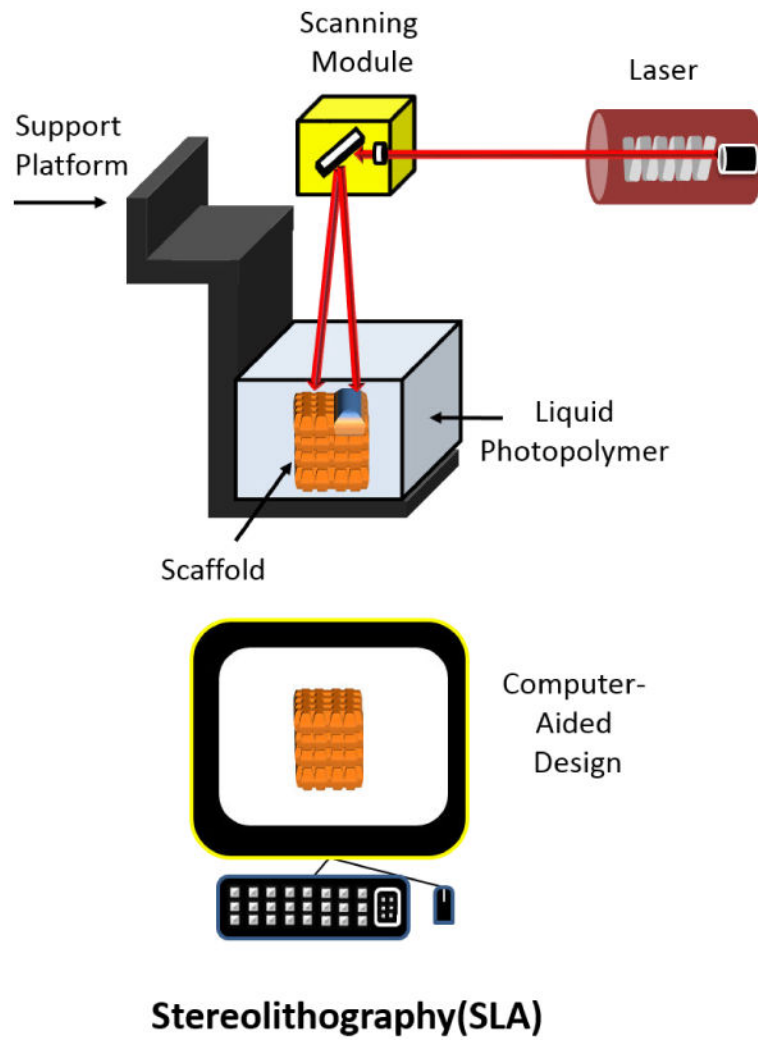 Scanning
Module
Laser
Support
Platform
Liquid
Photopolymer
Scaffold
Computer-
Aided
Design
Stereolithography(SLA)